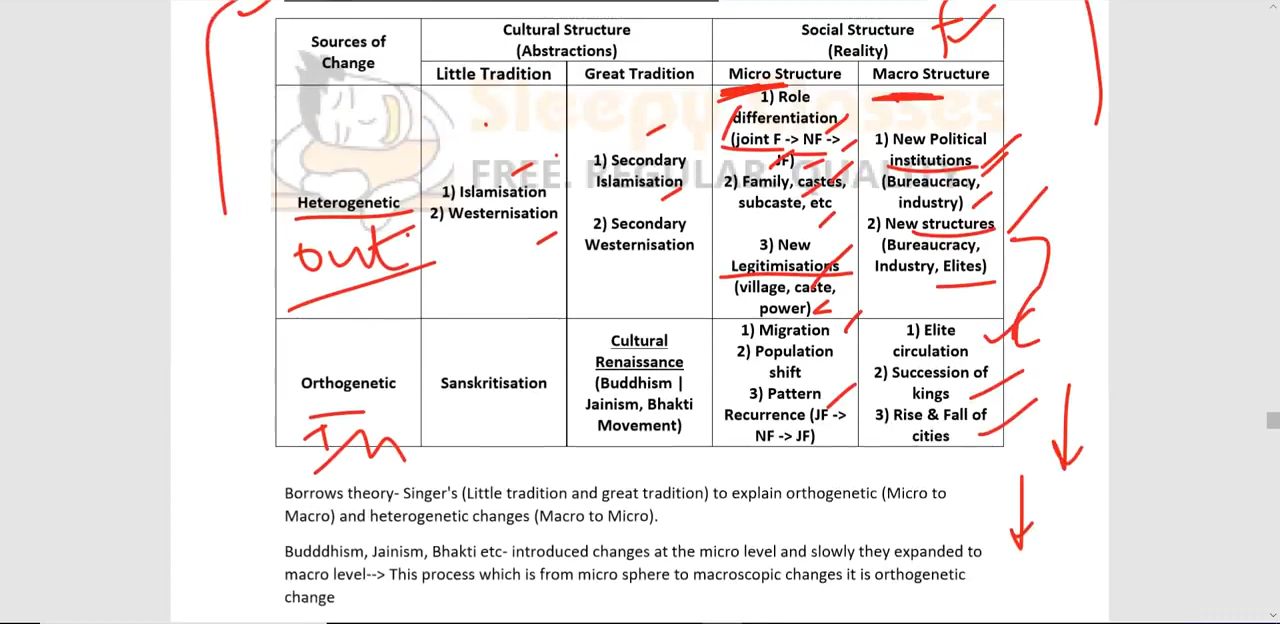 Sources of
Change
Cultural Structure
(Abstractions)
Social Structure
(Reality)
Little Tradition
Great Tradition
Micro Structure
Macro Structure
Heterogenetic
out
1) Islamisation
2) Westernisation
1) Secondary
Islamisation
2) Secondary
Westernisation
1) Role
differentiation
(joint F -> NF ->
JF)
2) Family, castes,
subcaste, etc
3) New
Legitimisations
(village, caste,
power)
1) New Political
institutions
(Bureaucracy,
industry)
2) New structures
(Bureaucracy,
Industry, Elites)
Orthogenetic
In
Sanskritisation
Cultural
Renaissance
(Buddhism |
Jainism, Bhakti
Movement)
1) Migration
2) Population
shift
3) Pattern
Recurrence (JF ->
NF -> JF)
1) Elite
circulation
2) Succession of
kings
3) Rise & Fall of
cities
Sleepy Classes
FREE. REGULAR. QUALITY
Borrows theory- Singer's (Little tradition and great tradition) to explain orthogenetic (Micro to
Macro) and heterogenetic changes (Macro to Micro).
Budddhism, Jainism, Bhakti etc- introduced changes at the micro level and slowly they expanded to
macro level--> This process which is from micro sphere to macroscopic changes it is orthogenetic
change